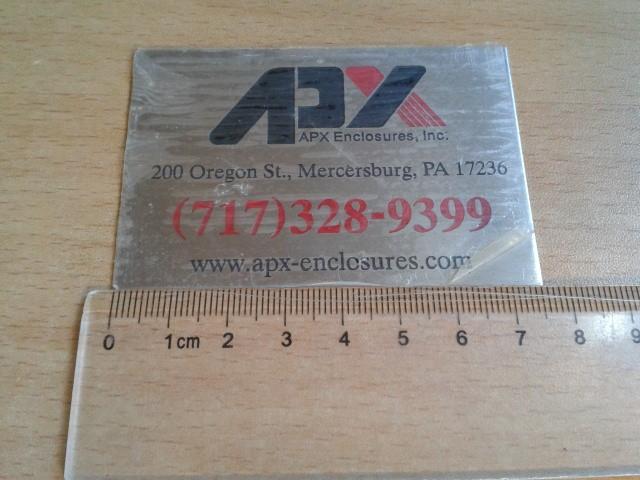 APX
APX Enclosures, Inc.
200 Oregon St., Mercersburg, PA 17236
(717)328-9399
www.apx-enclosures.com
0 1cm 2 3 4 5 6 7 8 9